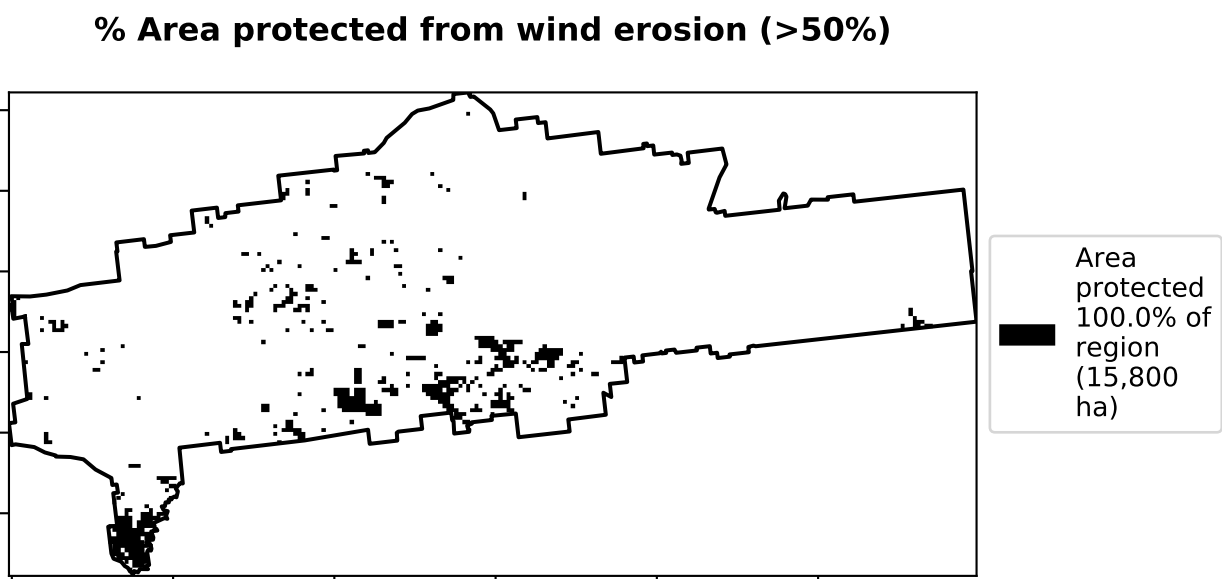 % Area protected from wind erosion (>50%)
Area
protected
100.0% of
region
(15,800
ha)